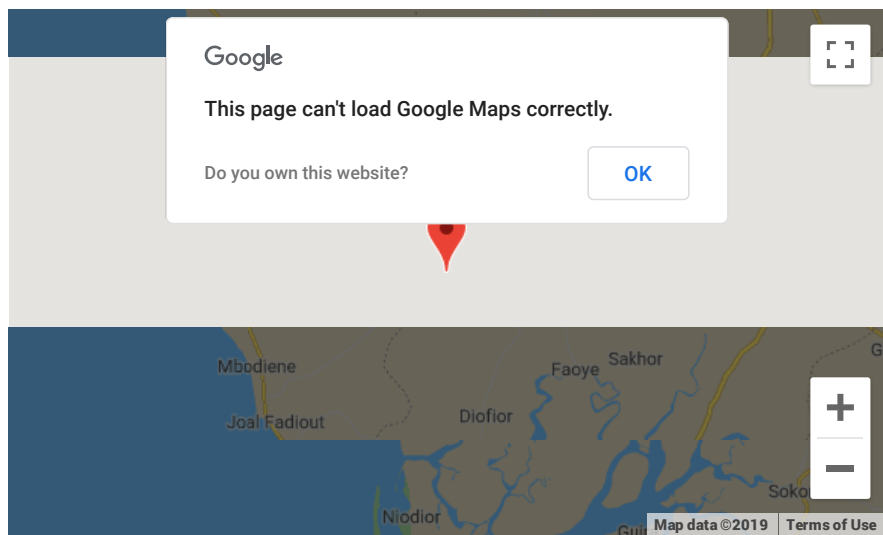 Google
This page can't load Google Maps correctly.
Do you own this website?
OK
Mbodiene
Faoye
Sakhor
Joal Fadiout
Diofior
Niodior
Map data ©2019
Terms of Use